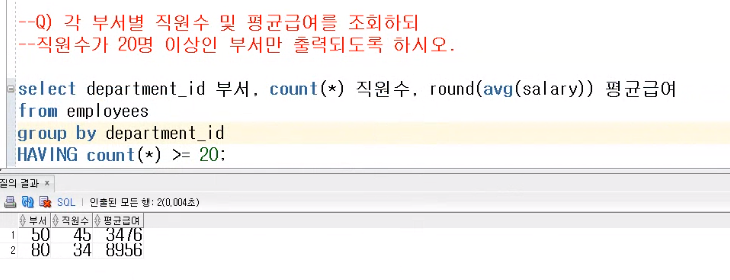 --Q) 각 부서별 직원수 및 평균급여를 조회하되
--직원수가 20명 이상인 부서만 출력되도록 하시오.
select department_id 부서, count(*) 직원수, round(avg(salary)) 평균급여
from employees
group by department_id
HAVING count(*) >= 20;
질의 결과 ×
SQL | 인출된 모든 행: 2(0,004초)
부서 직원수 평균급여
1 50 45 3476
2 80 34 8956